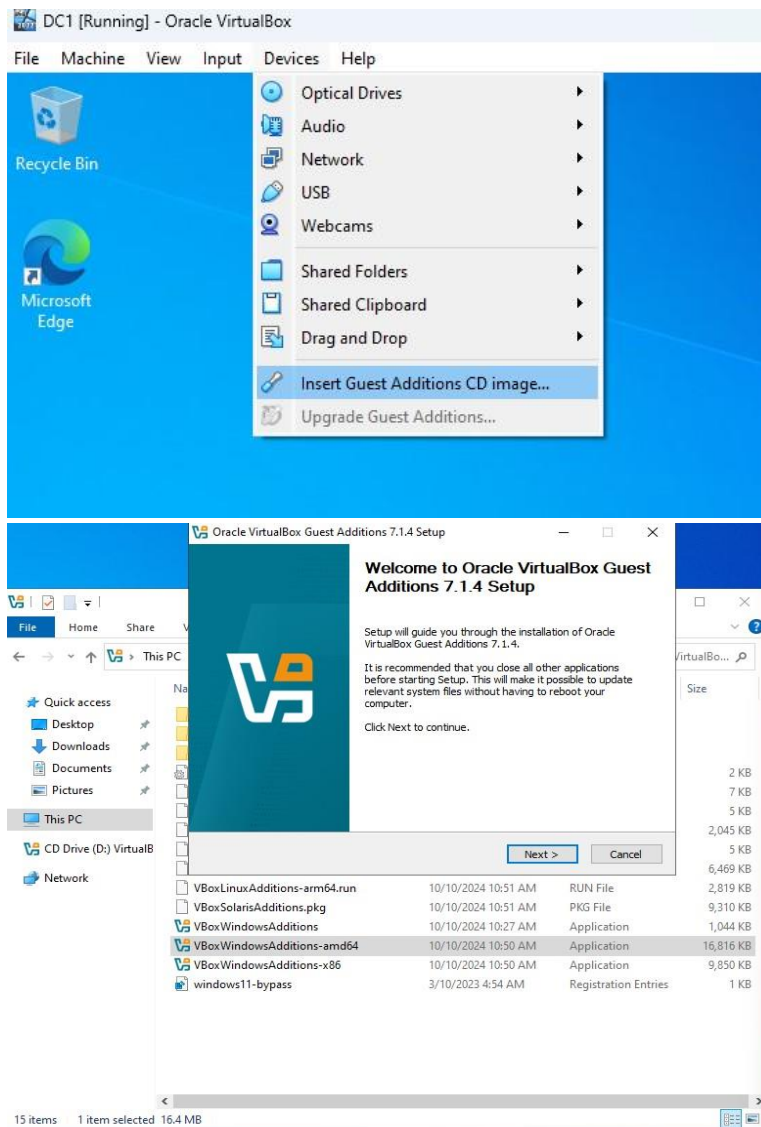 DC1 [Running] - Oracle VirtualBox
File Machine View Input Devices Help
Recycle Bin
Microsoft
Edge
Optical Drives
Audio
Network
USB
Webcams
Shared Folders
Shared Clipboard
Drag and Drop
Insert Guest Additions CD image...
Upgrade Guest Additions...
Oracle VirtualBox Guest Additions 7.1.4 Setup
Welcome to Oracle VirtualBox Guest
Additions 7.1.4 Setup
Setup will guide you through the installation of Oracle
VirtualBox Guest Additions 7.1.4.
It is recommended that you close all other applications
before starting Setup. This will make it possible to update
relevant system files without having to reboot your
computer.
Click Next to continue.
Next > Cancel
File Home Share V
This PC
VirtualBo...
Na Size
Quick access
Desktop
Downloads
Documents
Pictures
This PC
CD Drive (D:) VirtualB
Network
2 KB
7 KB
5 KB
2,045 KB
5 KB
6,469 KB
VBoxLinuxAdditions-arm64.run 10/10/2024 10:51 AM RUN File 2,819 KB
VBoxSolarisAdditions.pkg 10/10/2024 10:51 AM PKG File 9,310 KB
VBoxWindowsAdditions 10/10/2024 10:27 AM Application 1,044 KB
VBoxWindowsAdditions-amd64 10/10/2024 10:50 AM Application 16,816 KB
VBoxWindowsAdditions-x86 10/10/2024 10:50 AM Application 9,850 KB
windows11-bypass 3/10/2023 4:54 AM Registration Entries 1 KB
15 items 1 item selected 16.4 MB